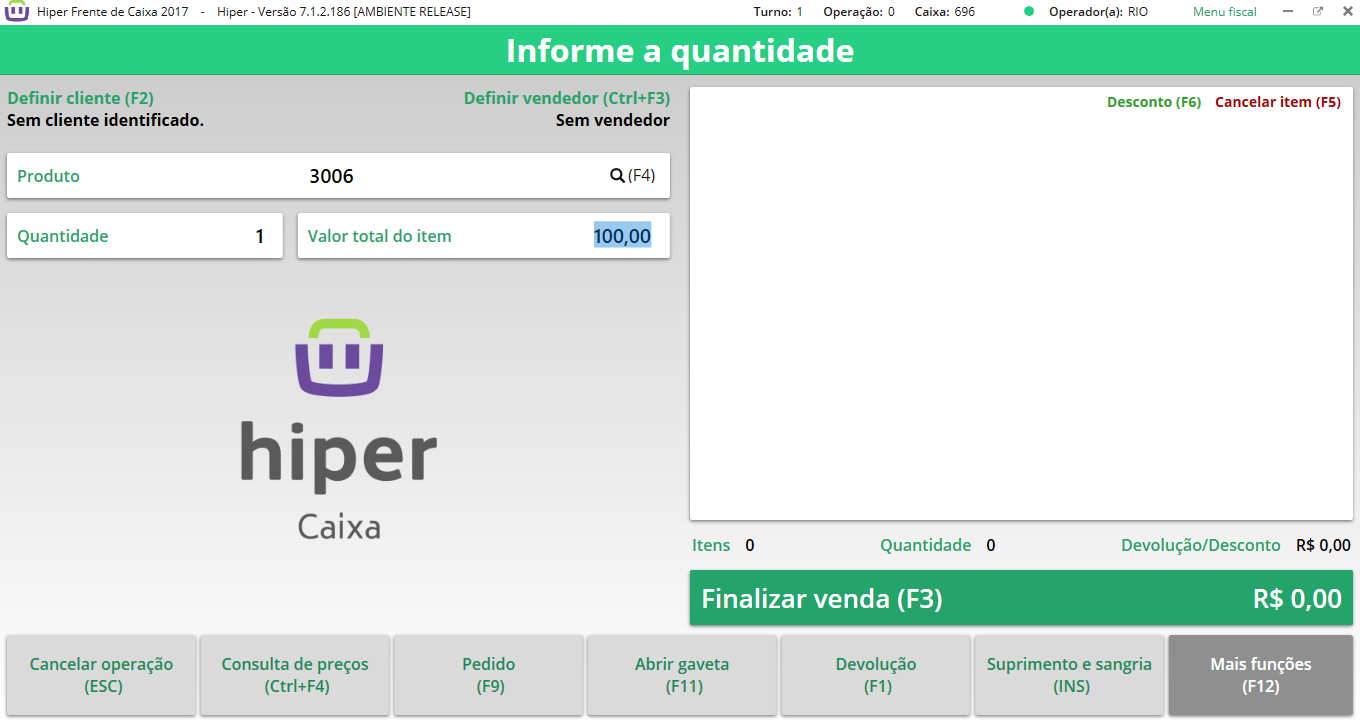 Hiper Frente de Caixa 2017 - Hiper - Versão 7.1.2.186 [AMBIENTE RELEASE] Turno: 1 Operação: 0 Caixa: 696 Operador(a): RIO Menu fiscal
Informe a quantidade
Definir cliente (F2) Definir vendedor (Ctrl+F3)
Sem cliente identificado. Sem vendedor
Produto 3006 (F4)
Quantidade 1 Valor total do item 100,00
hiper
Caixa
Desconto (F6) Cancelar item (F5)
Itens 0 Quantidade 0 Devolução/Desconto R$ 0,00
Finalizar venda (F3) R$ 0,00
Cancelar operação Consulta de preços Pedido Abrir gaveta Devolução Suprimento e sangria Mais funções
(ESC) (Ctrl+F4) (F9) (F11) (F1) (INS) (F12)